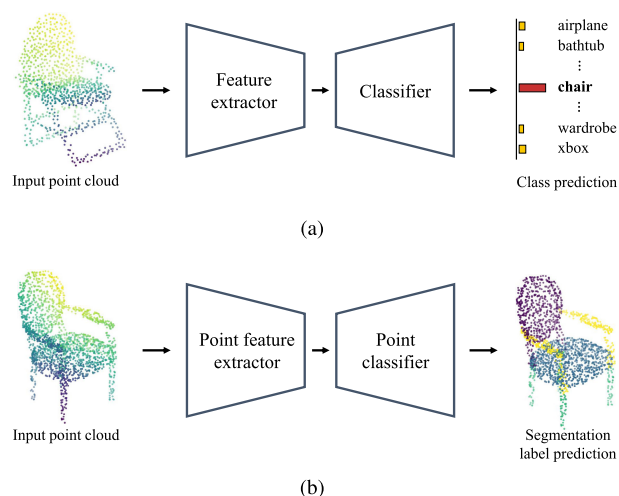 airplane
bathtub
⋮
chair
⋮
wardrobe
xbox
Feature
extractor
Classifier
Input point cloud
Class prediction
(a)
Point feature
extractor
Point
classifier
Input point cloud
Segmentation
label prediction
(b)